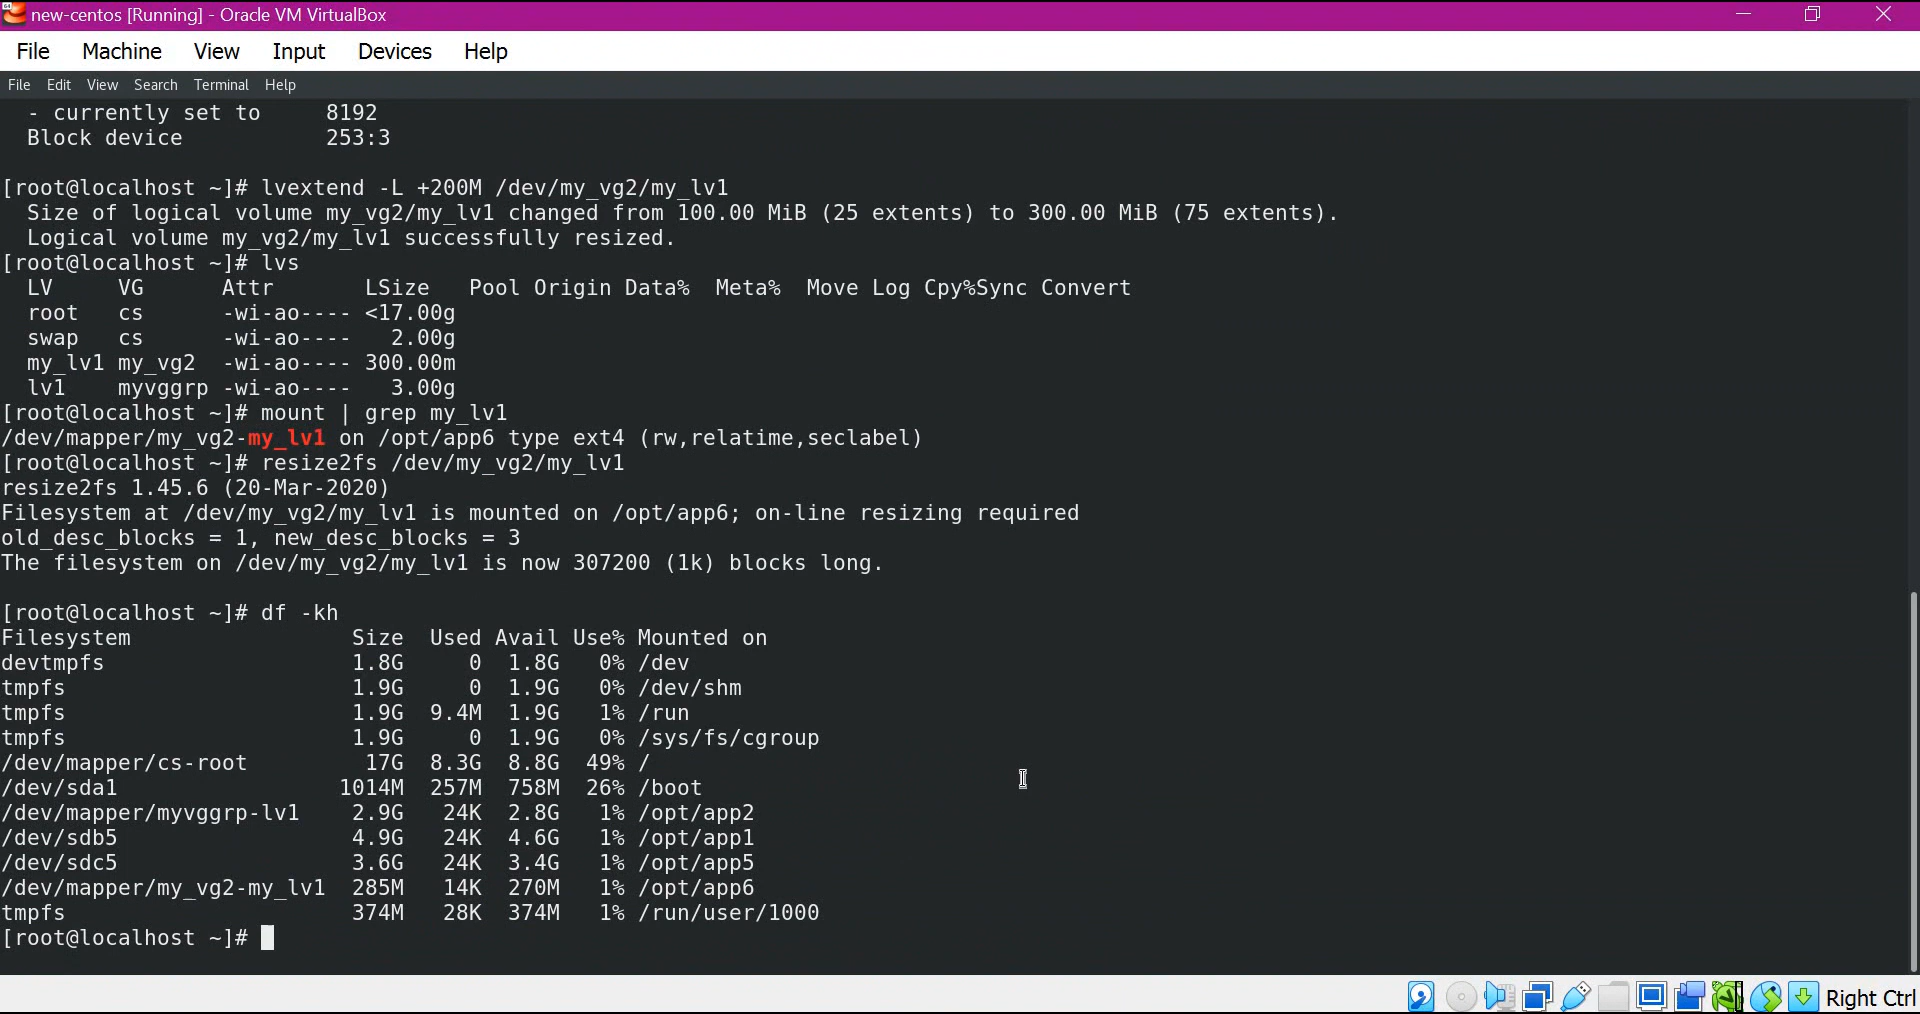 new-centos [Running] - Oracle VM VirtualBox
File Machine View Input Devices Help
File Edit View Search Terminal Help
  - currently set to     8192
  Block device           253:3

[root@localhost ~]# lvextend -L +200M /dev/my_vg2/my_lv1
  Size of logical volume my_vg2/my_lv1 changed from 100.00 MiB (25 extents) to 300.00 MiB (75 extents).
  Logical volume my_vg2/my_lv1 successfully resized.
[root@localhost ~]# lvs
  LV     VG      Attr       LSize   Pool Origin Data%  Meta%  Move Log Cpy%Sync Convert
  root   cs      -wi-ao---- <17.00g
  swap   cs      -wi-ao----   2.00g
  my_lv1 my_vg2  -wi-ao---- 300.00m
  lv1    myvggrp -wi-ao----   3.00g
[root@localhost ~]# mount | grep my_lv1
/dev/mapper/my_vg2-my_lv1 on /opt/app6 type ext4 (rw,relatime,seclabel)
[root@localhost ~]# resize2fs /dev/my_vg2/my_lv1
resize2fs 1.45.6 (20-Mar-2020)
Filesystem at /dev/my_vg2/my_lv1 is mounted on /opt/app6; on-line resizing required
old_desc_blocks = 1, new_desc_blocks = 3
The filesystem on /dev/my_vg2/my_lv1 is now 307200 (1k) blocks long.

[root@localhost ~]# df -kh
Filesystem                 Size  Used Avail Use% Mounted on
devtmpfs                   1.8G     0  1.8G   0% /dev
tmpfs                      1.9G     0  1.9G   0% /dev/shm
tmpfs                      1.9G  9.4M  1.9G   1% /run
tmpfs                      1.9G     0  1.9G   0% /sys/fs/cgroup
/dev/mapper/cs-root         17G  8.3G  8.8G  49% /
/dev/sda1                 1014M  257M  758M  26% /boot
/dev/mapper/myvggrp-lv1    2.9G   24K  2.8G   1% /opt/app2
/dev/sdb5                  4.9G   24K  4.6G   1% /opt/app1
/dev/sdc5                  3.6G   24K  3.4G   1% /opt/app5
/dev/mapper/my_vg2-my_lv1  285M   14K  270M   1% /opt/app6
tmpfs                      374M   28K  374M   1% /run/user/1000
[root@localhost ~]#
Right Ctrl